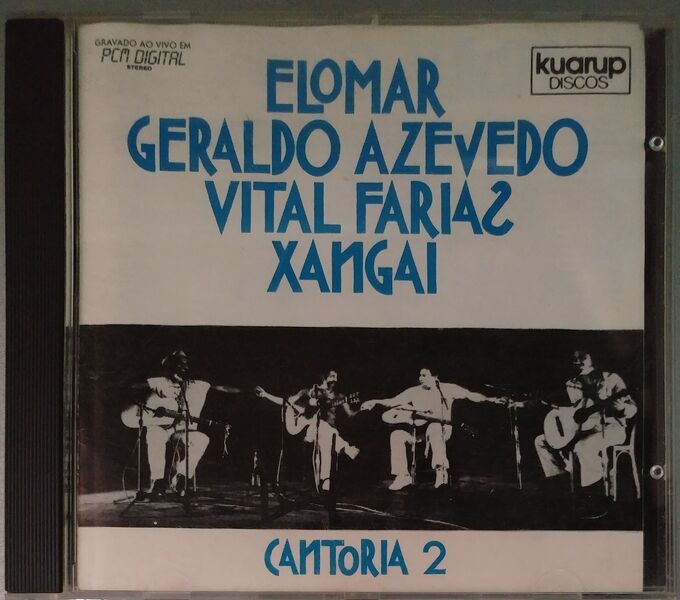 GRAVADO AO VIVO EM
PCM DIGITAL
STEREO
kuarup
DISCOS
ELOMAR
GERALDO AZEVEDO
VITAL FARIAS
XANGAI
CANTORIA 2